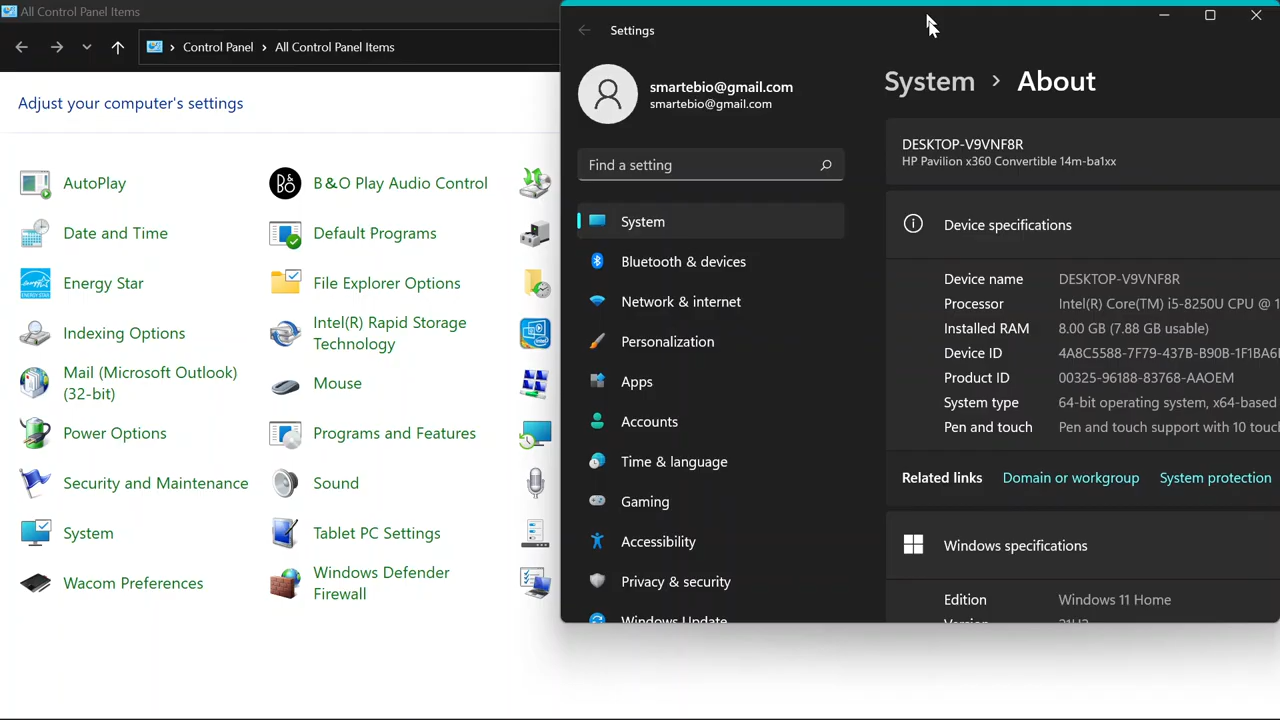 All Control Panel Items
Control Panel > All Control Panel Items
Adjust your computer's settings
AutoPlay
B&O Play Audio Control
Date and Time
Default Programs
Energy Star
File Explorer Options
Indexing Options
Intel(R) Rapid Storage
Technology
Mail (Microsoft Outlook)
(32-bit)
Mouse
Power Options
Programs and Features
Security and Maintenance
Sound
System
Tablet PC Settings
Wacom Preferences
Windows Defender
Firewall
Settings
smartebio@gmail.com
smartebio@gmail.com
Find a setting
System
Bluetooth & devices
Network & internet
Personalization
Apps
Accounts
Time & language
Gaming
Accessibility
Privacy & security
Windows Update
System > About
DESKTOP-V9VNF8R
HP Pavilion x360 Convertible 14m-ba1xx
Device specifications
Device name DESKTOP-V9VNF8R
Processor Intel(R) Core(TM) i5-8250U CPU @ 1
Installed RAM 8.00 GB (7.88 GB usable)
Device ID 4A8C5588-7F79-437B-B90B-1F1BA6
Product ID 00325-96188-83768-AAOEM
System type 64-bit operating system, x64-based
Pen and touch Pen and touch support with 10 touc
Related links Domain or workgroup System protection
Windows specifications
Edition Windows 11 Home
Version 21H2